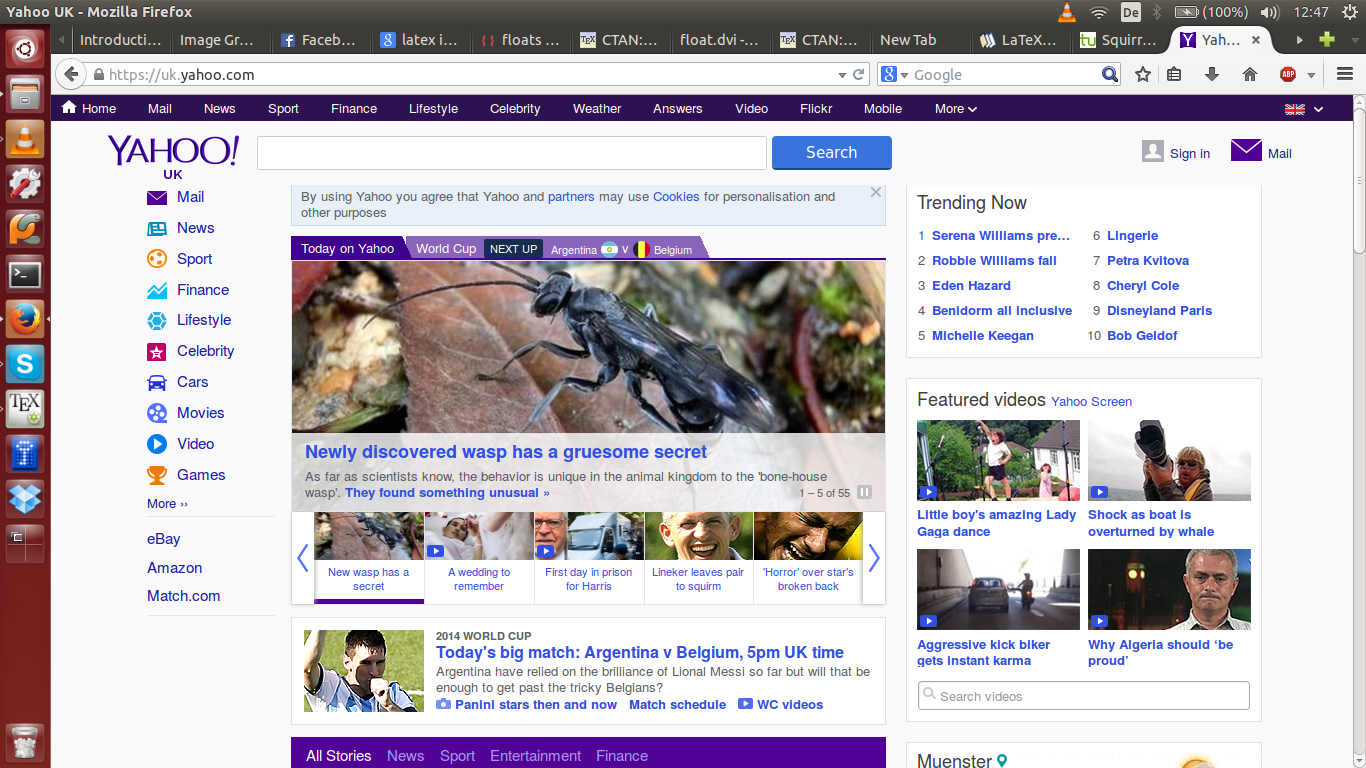 Yahoo UK - Mozilla Firefox
De
(100%)
12:47
Introducti...
Image Gr...
Faceb...
latex i...
floats ...
CTAN:...
float.dvi -...
CTAN:...
New Tab
LaTeX...
Squirr...
Yah...
https://uk.yahoo.com
Google
ABP
Home Mail News Sport Finance Lifestyle Celebrity Weather Answers Video Flickr Mobile More
YAHOO!
UK
Search
Sign in
Mail
Mail
News
Sport
Finance
Lifestyle
Celebrity
Cars
Movies
Video
Games
More ››
eBay
Amazon
Match.com
By using Yahoo you agree that Yahoo and partners may use Cookies for personalisation and
other purposes
Today on Yahoo
World Cup NEXT UP Argentina v Belgium
Newly discovered wasp has a gruesome secret
As far as scientists know, the behavior is unique in the animal kingdom to the 'bone-house
wasp'. They found something unusual »
1 – 5 of 55
New wasp has a
secret
A wedding to
remember
First day in prison
for Harris
Lineker leaves pair
to squirm
'Horror' over star's
broken back
2014 WORLD CUP
Today's big match: Argentina v Belgium, 5pm UK time
Argentina have relied on the brilliance of Lional Messi so far but will that be
enough to get past the tricky Belgians?
Panini stars then and now Match schedule WC videos
All Stories News Sport Entertainment Finance
Trending Now
1 Serena Williams pre...
2 Robbie Williams fall
3 Eden Hazard
4 Benidorm all inclusive
5 Michelle Keegan
6 Lingerie
7 Petra Kvitova
8 Cheryl Cole
9 Disneyland Paris
10 Bob Geldof
Featured videos Yahoo Screen
Little boy's amazing Lady
Gaga dance
Shock as boat is
overturned by whale
Aggressive kick biker
gets instant karma
Why Algeria should ‘be
proud’
Search videos
Muenster